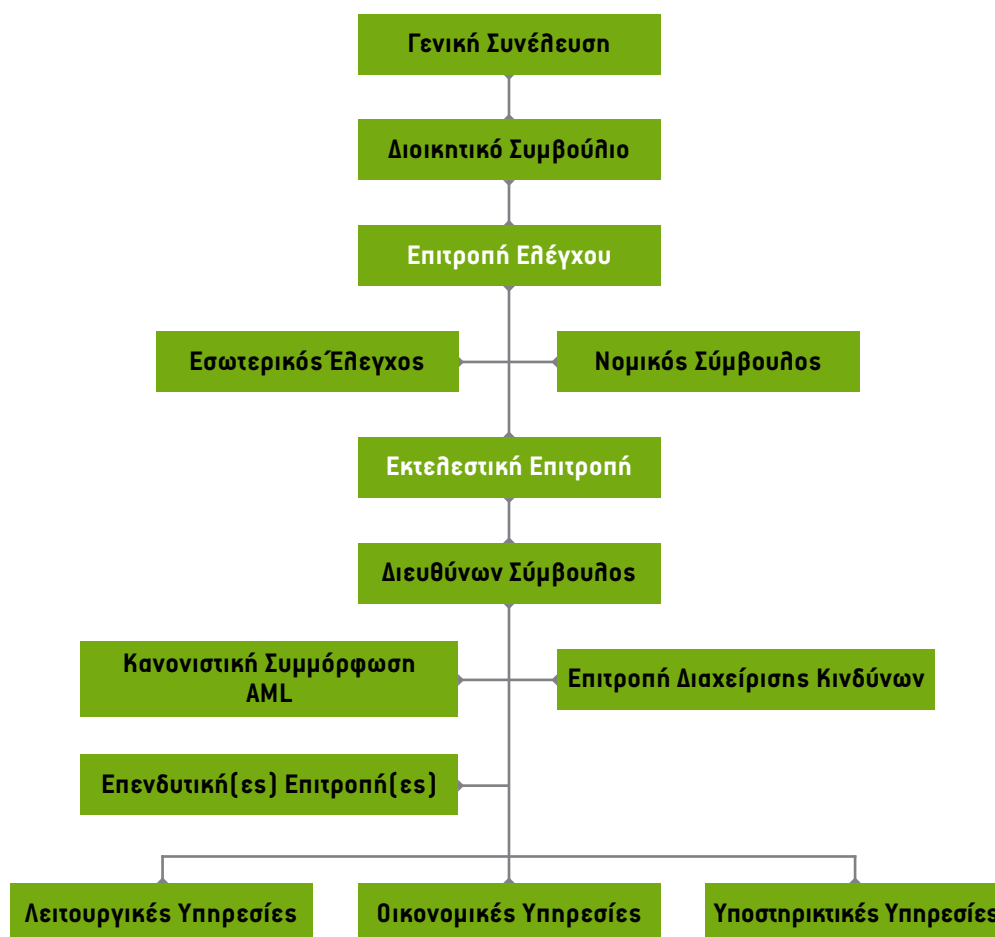 Γενική Συνέλευση
Διοικητικό Συμβούλιο
Επιτροπή Ελέγχου
Εσωτερικός Έλεγχος
Νομικός Σύμβουλος
Εκτελεστική Επιτροπή
Διευθύνων Σύμβουλος
Κανονιστική Συμμόρφωση
AML
Επιτροπή Διαχείρισης Κινδύνων
Επενδυτική(ες) Επιτροπή(ες)
Λειτουργικές Υπηρεσίες
Οικονομικές Υπηρεσίες
Υποστηρικτικές Υπηρεσίες